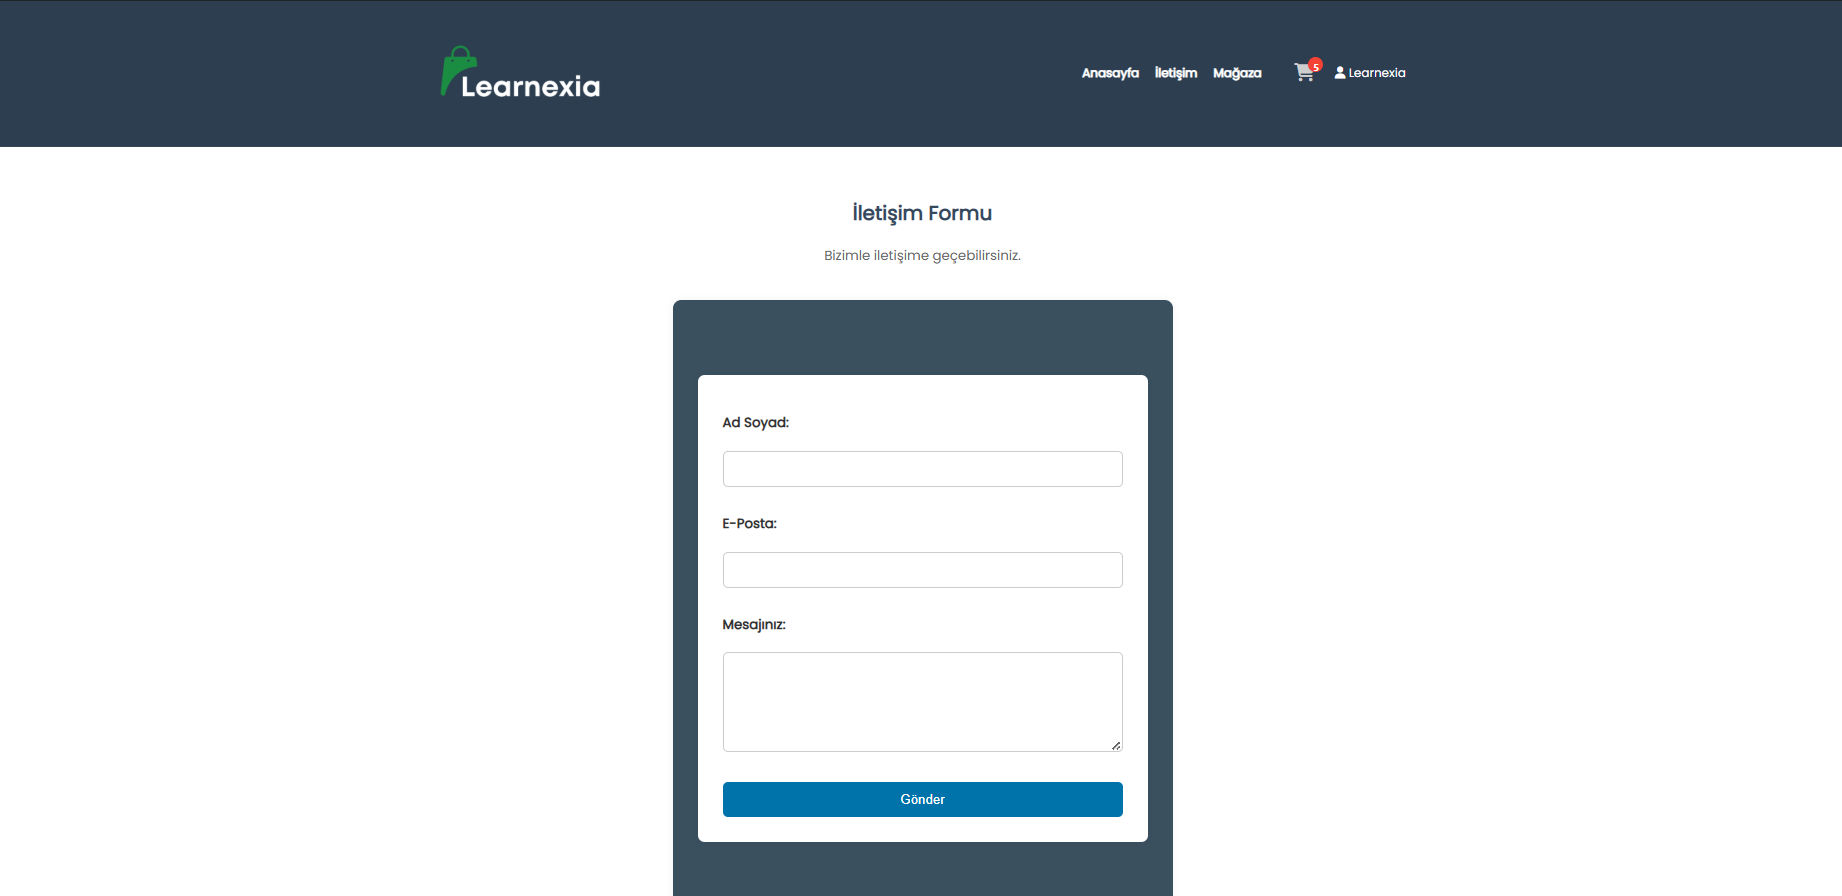 Learnexia
Anasayfa İletişim Mağaza 5 Learnexia
İletişim Formu
Bizimle iletişime geçebilirsiniz.
Ad Soyad:
E-Posta:
Mesajınız:
Gönder